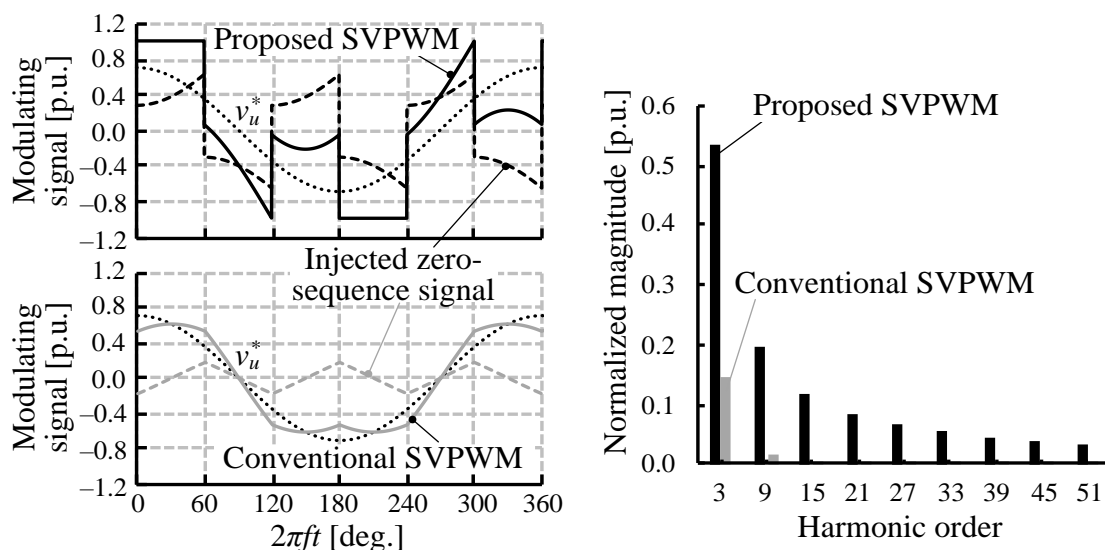 Modulating
signal [p.u.]
1.2
0.8
0.4
0.0
–0.4
–0.8
–1.2
Proposed SVPWM
v*u
Injected zero-
sequence signal
Modulating
signal [p.u.]
1.2
0.8
0.4
0.0
–0.4
–0.8
–1.2
v*u
Conventional SVPWM
0 60 120 180 240 300 360
2πft [deg.]
Normalized magnitude [p.u.]
0.6
0.5
0.4
0.3
0.2
0.1
0.0
Proposed SVPWM
Conventional SVPWM
3 9 15 21 27 33 39 45 51
Harmonic order